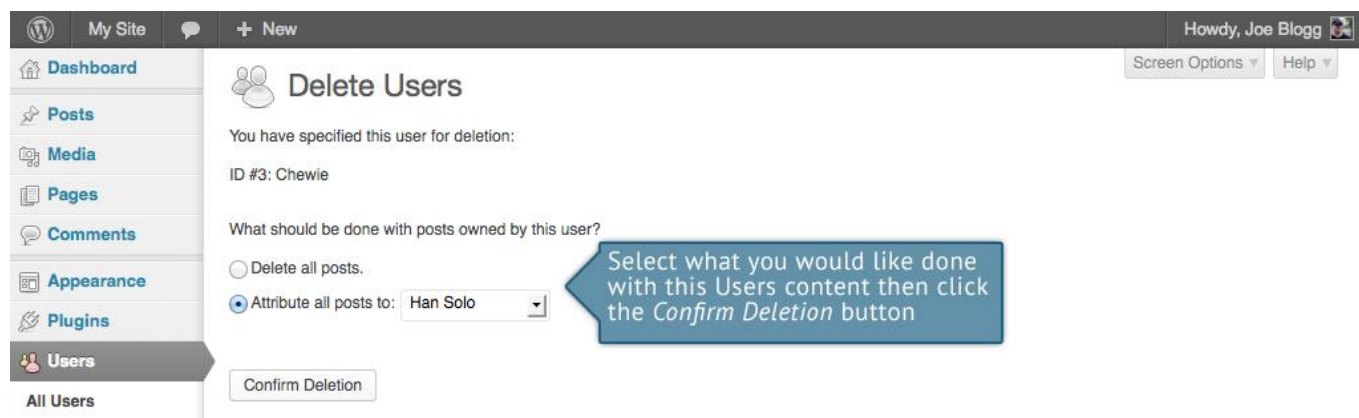 My Site
+ New
Howdy, Joe Blogg
Screen Options
Help
Dashboard
Posts
Media
Pages
Comments
Appearance
Plugins
Users
All Users
Delete Users
You have specified this user for deletion:
ID #3: Chewie
What should be done with posts owned by this user?
Delete all posts.
Attribute all posts to: Han Solo
Select what you would like done
with this Users content then click
the Confirm Deletion button
Confirm Deletion